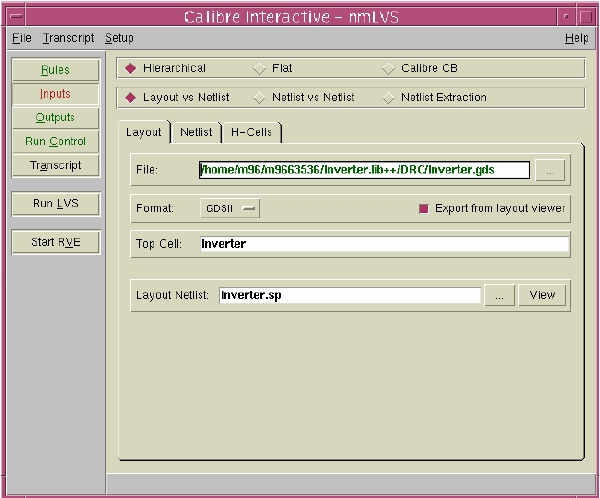 Calibre Interactive - nmLVS
File Transcript Setup Help
Rules
Inputs
Outputs
Run Control
Transcript
Run LVS
Start RVE
Hierarchical Flat Calibre CB
Layout vs Netlist Netlist vs Netlist Netlist Extraction
Layout Netlist H-Cells
File: /home/m96/m9663536/Inverter.lib++/DRC/Inverter.gds ...
Format: GDSII Export from layout viewer
Top Cell: Inverter
Layout Netlist: Inverter.sp ... View